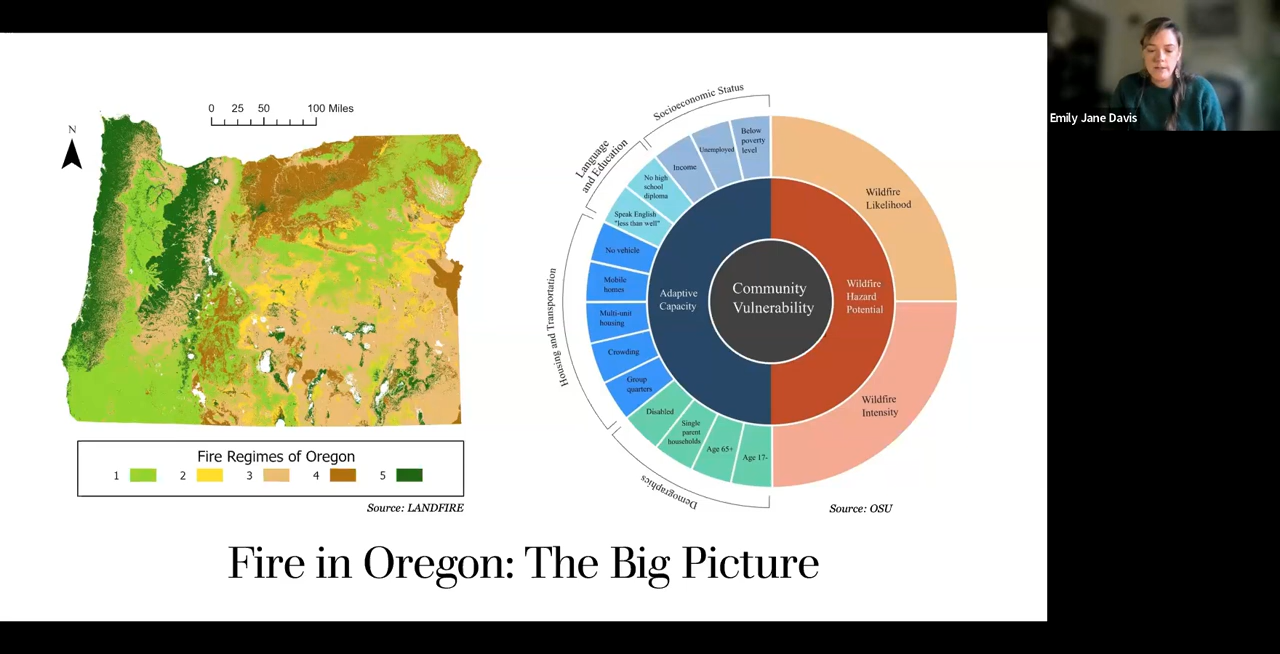 0 25 50 100 Miles
N
Fire Regimes of Oregon
1 2 3 4 5
Source: LANDFIRE
Socioeconomic Status
Below
poverty
level
Unemployed
Income
Language
and Education
No high
school
diploma
Speak English
"less than well"
Housing and Transportation
No vehicle
Mobile
homes
Multi-unit
housing
Crowding
Group
quarters
Demographics
Disabled
Single
parent
households
Age 65+
Age 17-
Adaptive
Capacity
Community
Vulnerability
Wildfire
Hazard
Potential
Wildfire
Likelihood
Wildfire
Intensity
Source: OSU
Fire in Oregon: The Big Picture
Emily Jane Davis